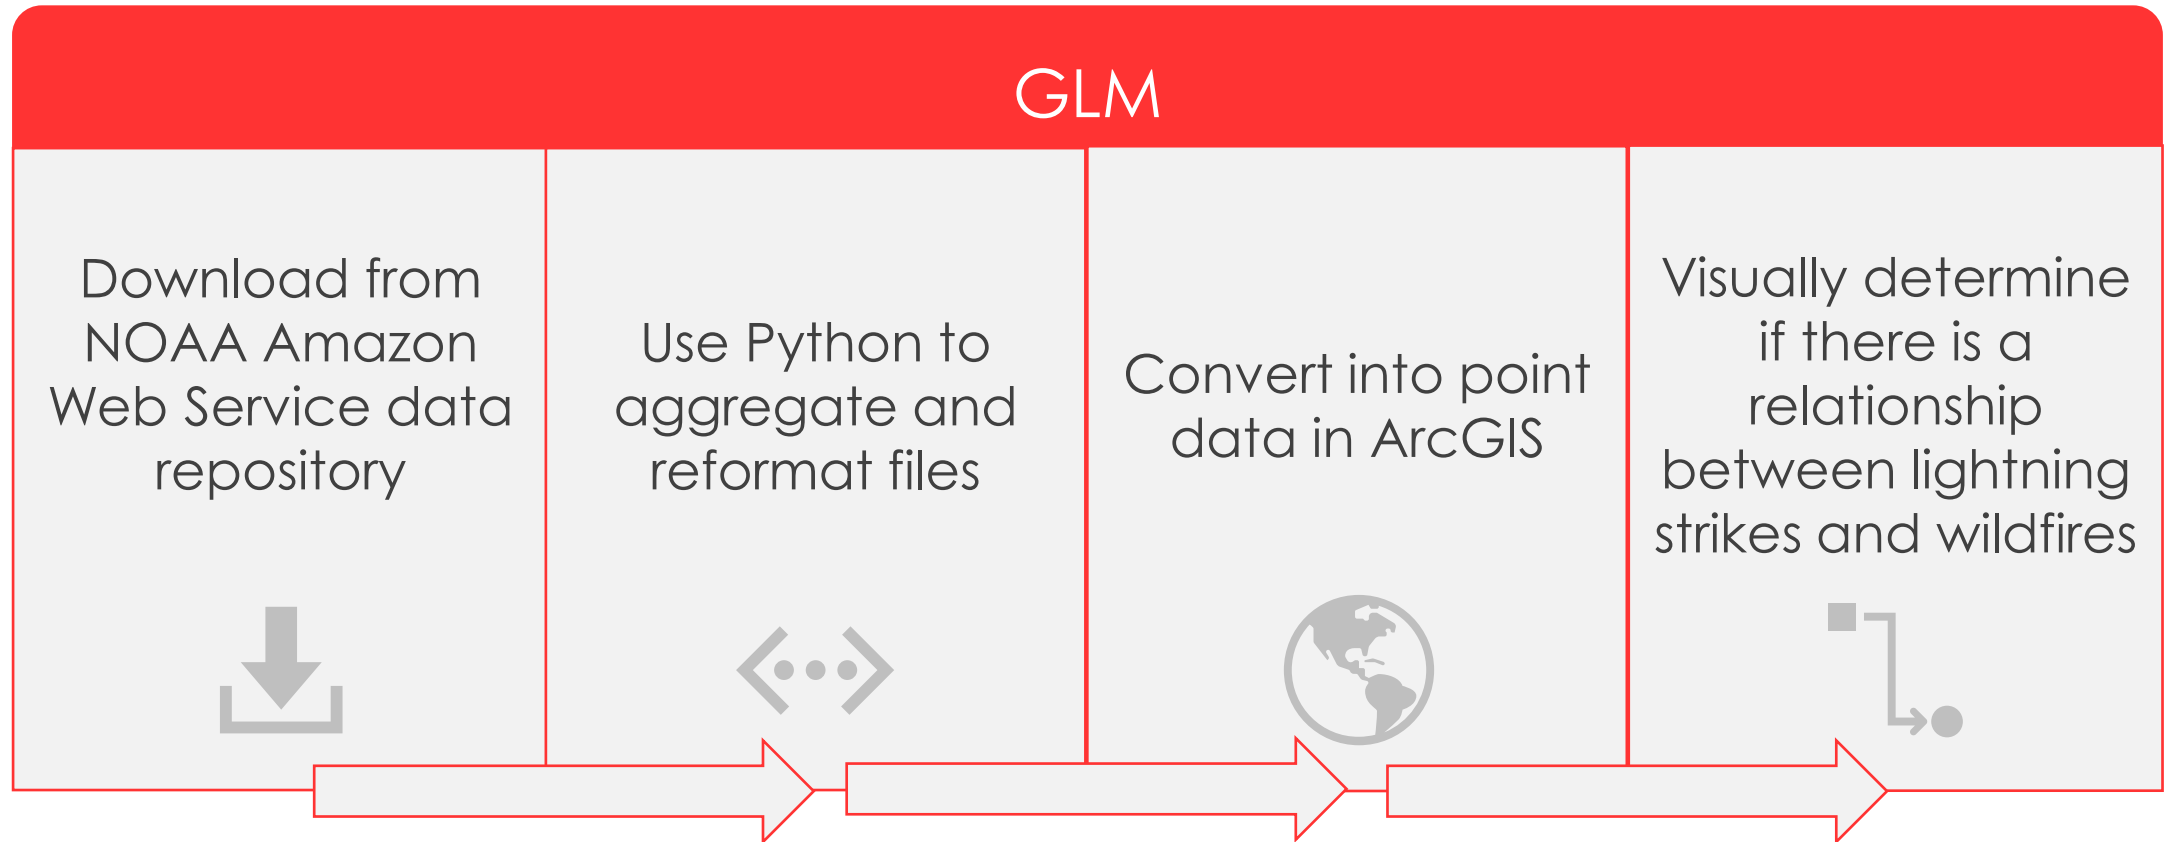 GLM
Download from
NOAA Amazon
Web Service data
repository
Use Python to
aggregate and
reformat files
Convert into point
data in ArcGIS
Visually determine
if there is a
relationship
between lightning
strikes and wildfires